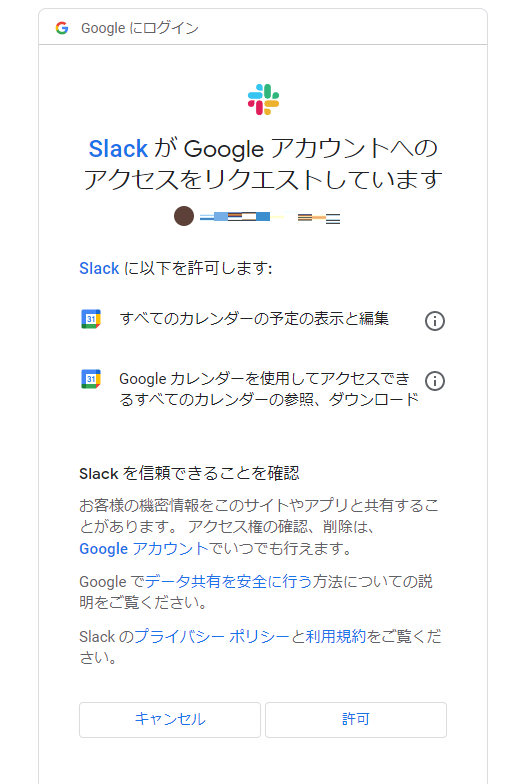 Google にログイン
Slack が Google アカウントへの
アクセスをリクエストしています
Slack に以下を許可します:
31
すべてのカレンダーの予定の表示と編集
31
Google カレンダーを使用してアクセスでき
るすべてのカレンダーの参照、ダウンロード
Slack を信頼できることを確認
お客様の機密情報をこのサイトやアプリと共有するこ
とがあります。 アクセス権の確認、削除は、
Google アカウントでいつでも行えます。
Google でデータ共有を安全に行う方法についての説
明をご覧ください。
Slack のプライバシー ポリシーと利用規約をご覧くだ
さい。
キャンセル
許可